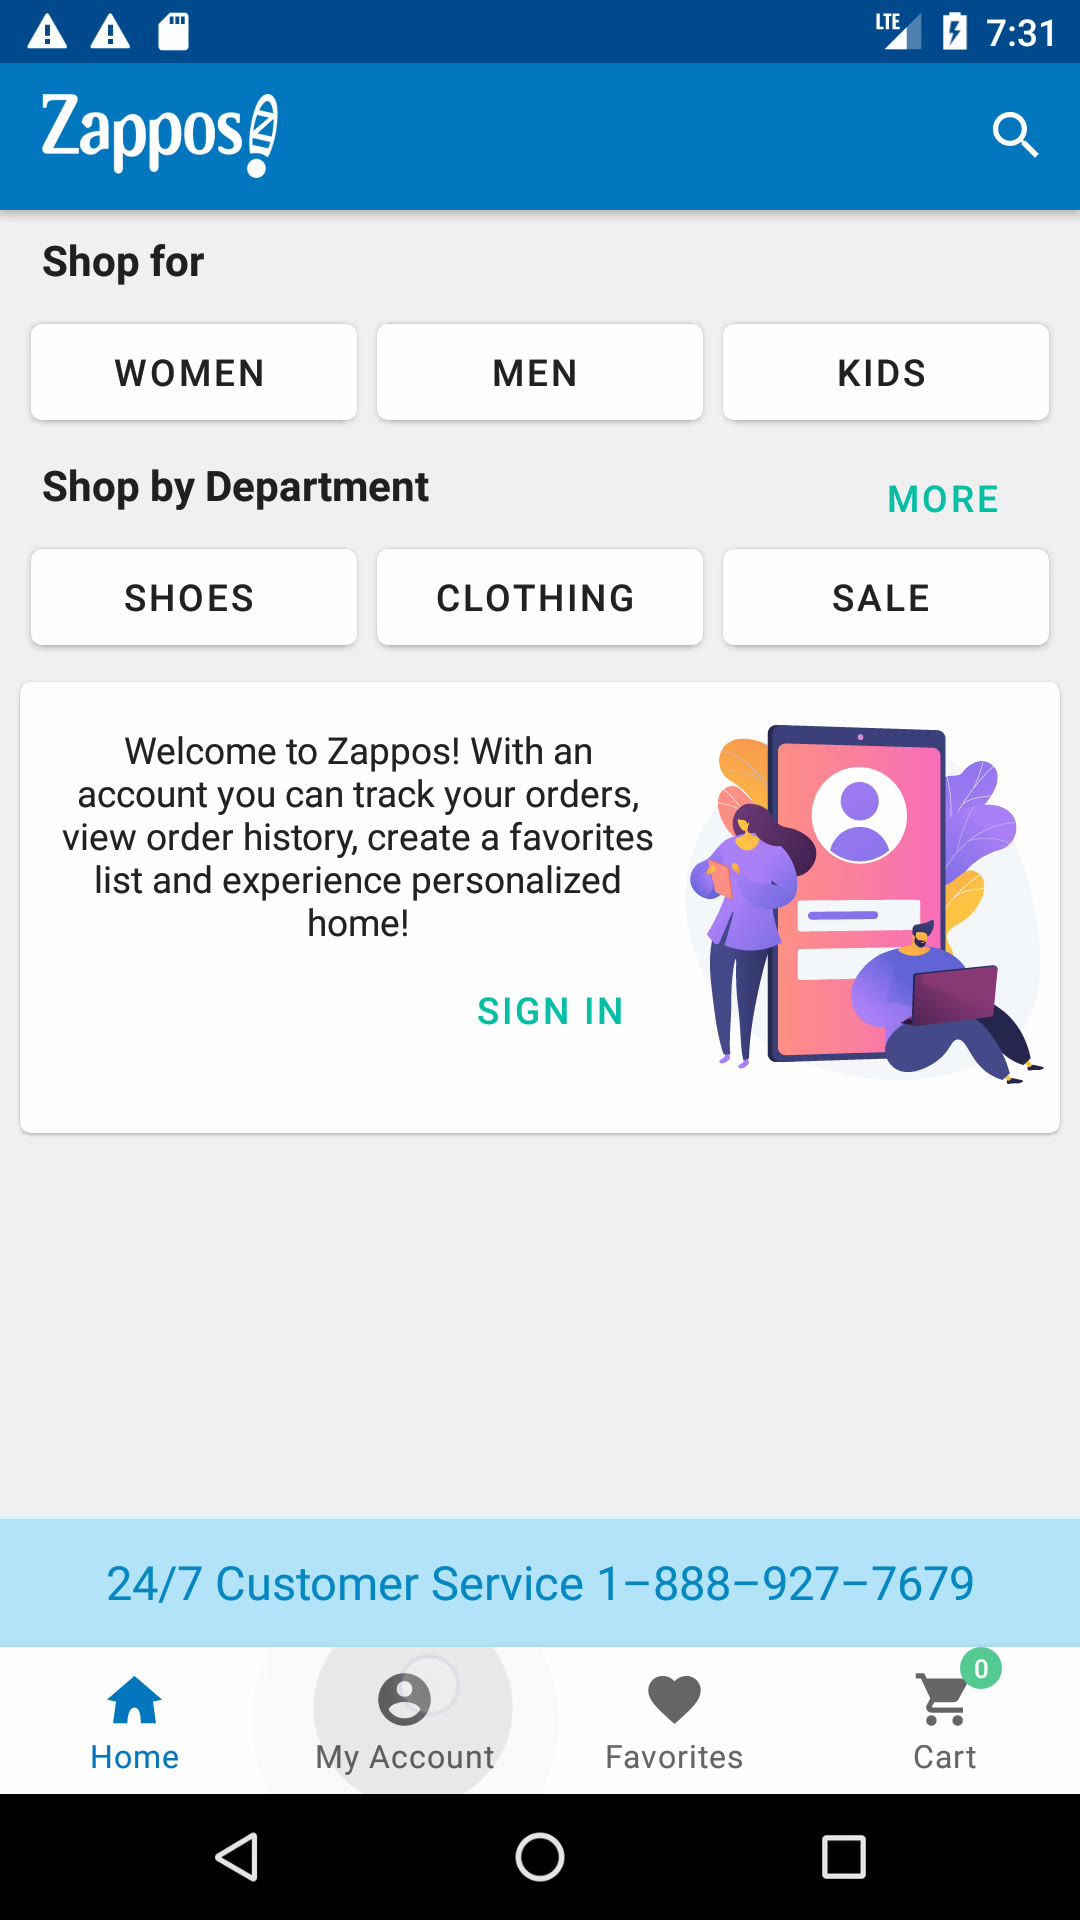 LTE 7:31
Zappos
Shop for
WOMEN MEN KIDS
Shop by Department
MORE
SHOES CLOTHING SALE
Welcome to Zappos! With an
account you can track your orders,
view order history, create a favorites
list and experience personalized
home!
SIGN IN
24/7 Customer Service 1–888–927–7679
0
Home My Account Favorites Cart